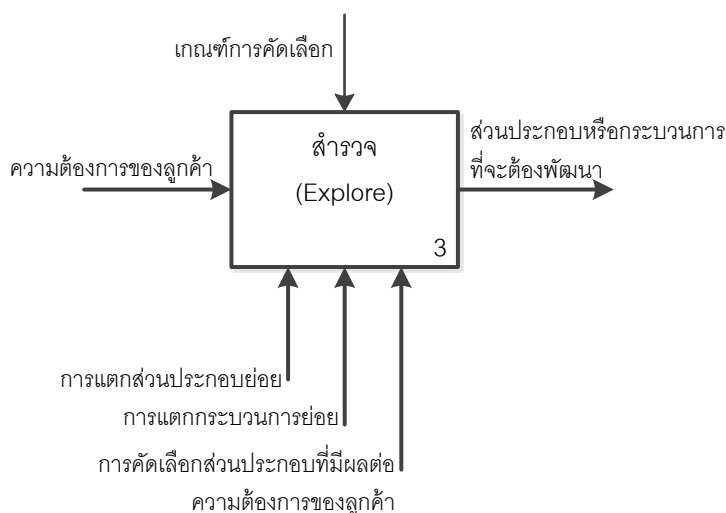 เกณฑ์การคัดเลือก
ความต้องการของลูกค้า
สำรวจ
(Explore)
3
ส่วนประกอบหรือกระบวนการ
ที่จะต้องพัฒนา
การแตกส่วนประกอบย่อย
การแตกกระบวนการย่อย
การคัดเลือกส่วนประกอบที่มีผลต่อ
ความต้องการของลูกค้า